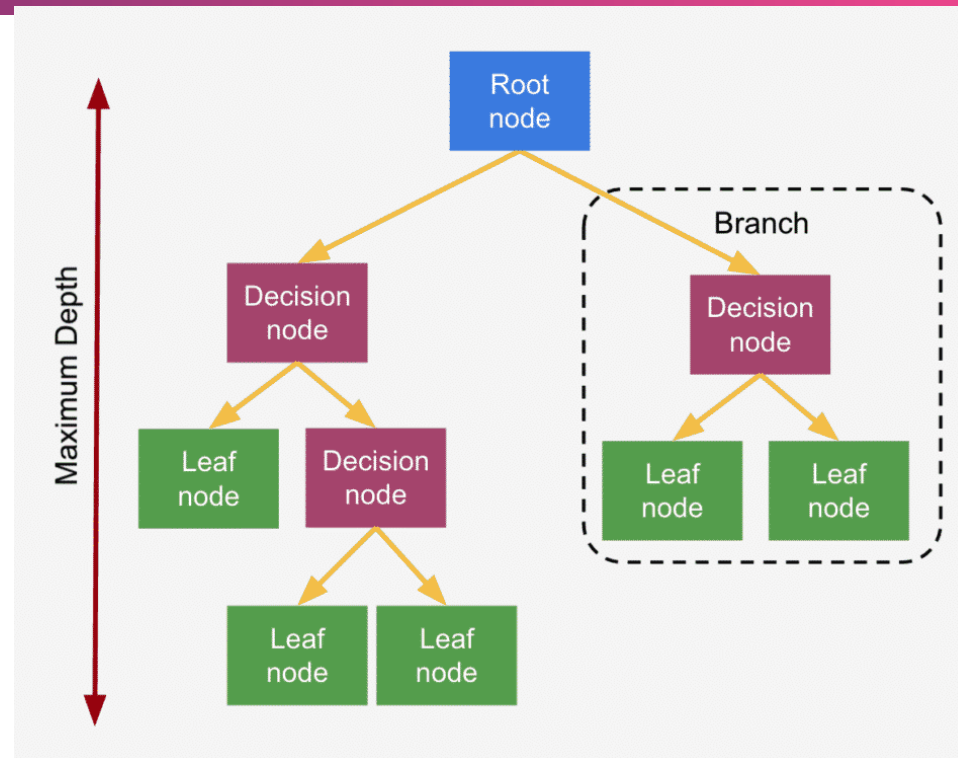 Root
node
Branch
Maximum Depth
Decision
node
Decision
node
Leaf
node
Decision
node
Leaf
node
Leaf
node
Leaf
node
Leaf
node